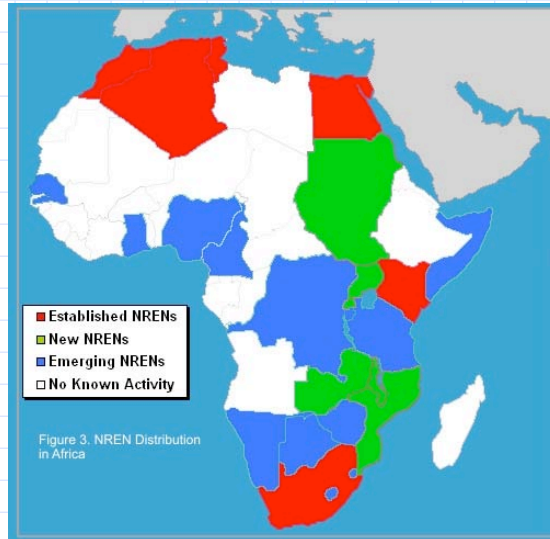 Established NRENs
New NRENs
Emerging NRENs
No Known Activity
Figure 3. NREN Distribution
in Africa